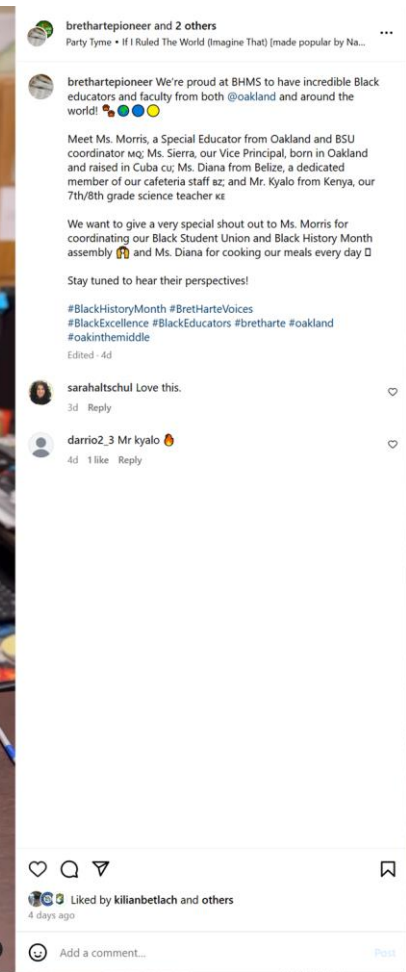 brethartepioneer and 2 others
Party Tyme • If I Ruled The World (Imagine That) [made popular by Na...
brethartepioneer We're proud at BHMS to have incredible Black
educators and faculty from both @oakland and around the
world!
Meet Ms. Morris, a Special Educator from Oakland and BSU
coordinator MQ; Ms. Sierra, our Vice Principal, born in Oakland
and raised in Cuba CU; Ms. Diana from Belize, a dedicated
member of our cafeteria staff BZ; and Mr. Kyalo from Kenya, our
7th/8th grade science teacher KE
We want to give a very special shout out to Ms. Morris for
coordinating our Black Student Union and Black History Month
assembly and Ms. Diana for cooking our meals every day
Stay tuned to hear their perspectives!
#BlackHistoryMonth #BretHarteVoices
#BlackExcellence #BlackEducators #bretharte #oakland
#oakinthemiddle
Edited · 4d
sarahaltschul Love this.
3d Reply
darrio2_3 Mr kyalo 🔥
4d 1 like Reply
Liked by kilianbetlach and others
4 days ago
Add a comment...
Post